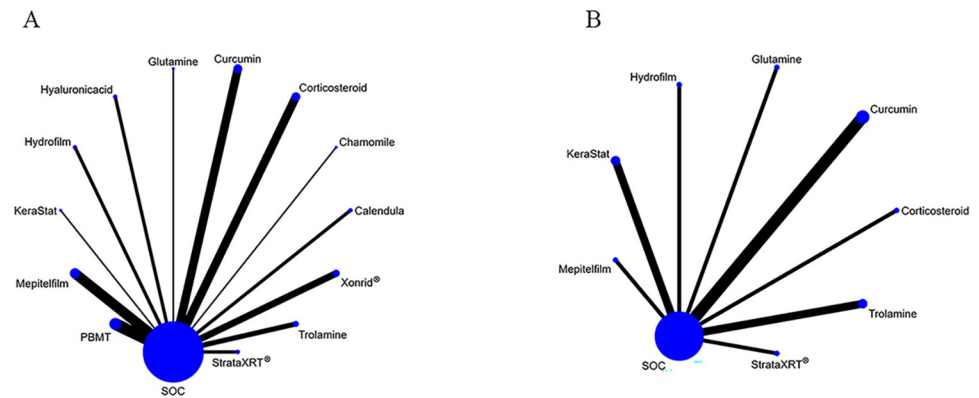 A
Glutamine
Curcumin
Hyaluronicacid
Corticosteroid
Hydrofilm
Chamomile
KeraStat
Calendula
Mepitelfilm
Xonrid®
PBMT
Trolamine
StrataXRT®
SOC
B
Glutamine
Hydrofilm
Curcumin
KeraStat
Corticosteroid
Mepitelfilm
Trolamine
SOC
StrataXRT®